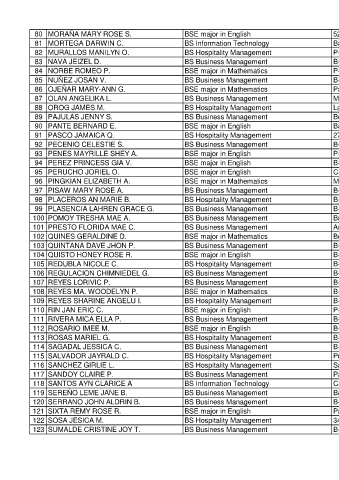 80 MORAÑA MARY ROSE S. BSE major in English
81 MORTEGA DARWIN C. BS Information Technology
82 MURALLOS MANILYN O. BS Hospitality Management
83 NAVA JEIZEL D. BS Business Management
84 NORBE ROMEO P. BSE major in Mathematics
85 NUÑEZ JOSAN V. BS Business Management
86 OJEÑAR MARY-ANN G. BSE major in Mathematics
87 OLAN ANGELIKA L. BS Business Management
88 OROG JAMES M. BS Hospitality Management
89 PAJULAS JENNY S. BS Business Management
90 PANTE BERNARD E. BSE major in English
91 PASCO JAMAICA Q. BS Hospitality Management
92 PECENIO CELESTIE S. BS Business Management
93 PENES MAYRILLE SHEY A. BSE major in English
94 PEREZ PRINCESS GIA V. BSE major in English
95 PERUCHO JORIEL O. BSE major in English
96 PINGKIAN ELIZABETH A. BSE major in Mathematics
97 PISAW MARY ROSE A. BS Business Management
98 PLACEROS AN MARIE B. BS Hospitality Management
99 PLASENCIA LAHREN GRACE G. BS Business Management
100 POMOY TRESHA MAE A. BS Business Management
101 PRESTO FLORIDA MAE C. BS Business Management
102 QUINES GERALDINE D. BSE major in Mathematics
103 QUINTANA DAVE JHON P. BS Business Management
104 QUISTO HONEY ROSE R. BSE major in English
105 REDUBLA NICOLE C. BS Hospitality Management
106 REGULACION CHIMNIEDEL G. BS Business Management
107 REYES LORIVIC P. BS Business Management
108 REYES MA. WOODELYN P. BSE major in Mathematics
109 REYES SHARINE ANGELU I. BS Hospitality Management
110 RIN JAN ERIC C. BSE major in English
111 RIVERA MICA ELLA P. BS Business Management
112 ROSARIO IMEE M. BSE major in English
113 ROSAS MARIEL G. BS Hospitality Management
114 SAGADAL JESSICA C. BS Business Management
115 SALVADOR JAYRALD C. BS Hospitality Management
116 SANCHEZ GIRLIE L. BS Hospitality Management
117 SANDOY CLAIRE P. BS Business Management
118 SANTOS AYN CLARICE A BS Information Technology
119 SEREÑO LEME JANE B. BS Business Management
120 SERRANO JOHN ALDRIN B. BS Business Management
121 SIXTA REMY ROSE R. BSE major in English
122 SOSA JESICA M. BS Hospitality Management
123 SUMALDE CRISTINE JOY T. BS Business Management